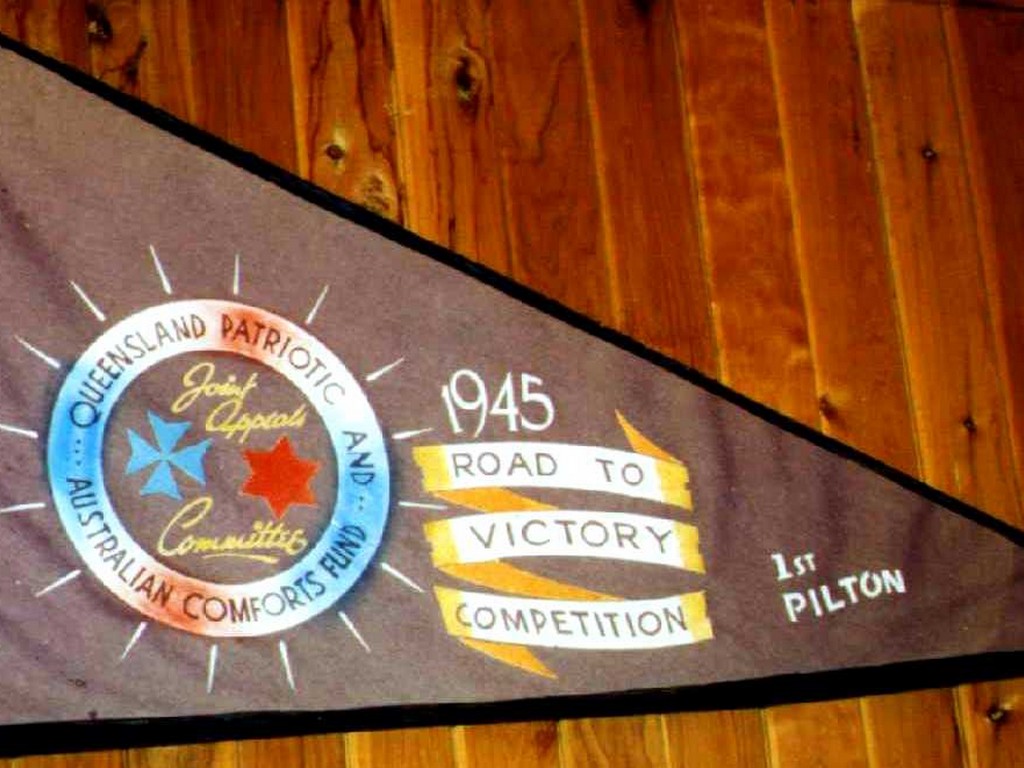 QUEENSLAND PATRIOTIC AND
AUSTRALIAN COMFORTS FUND
Joint
Appeals
Committee
1945
ROAD TO
VICTORY
COMPETITION
1ST
PILTON